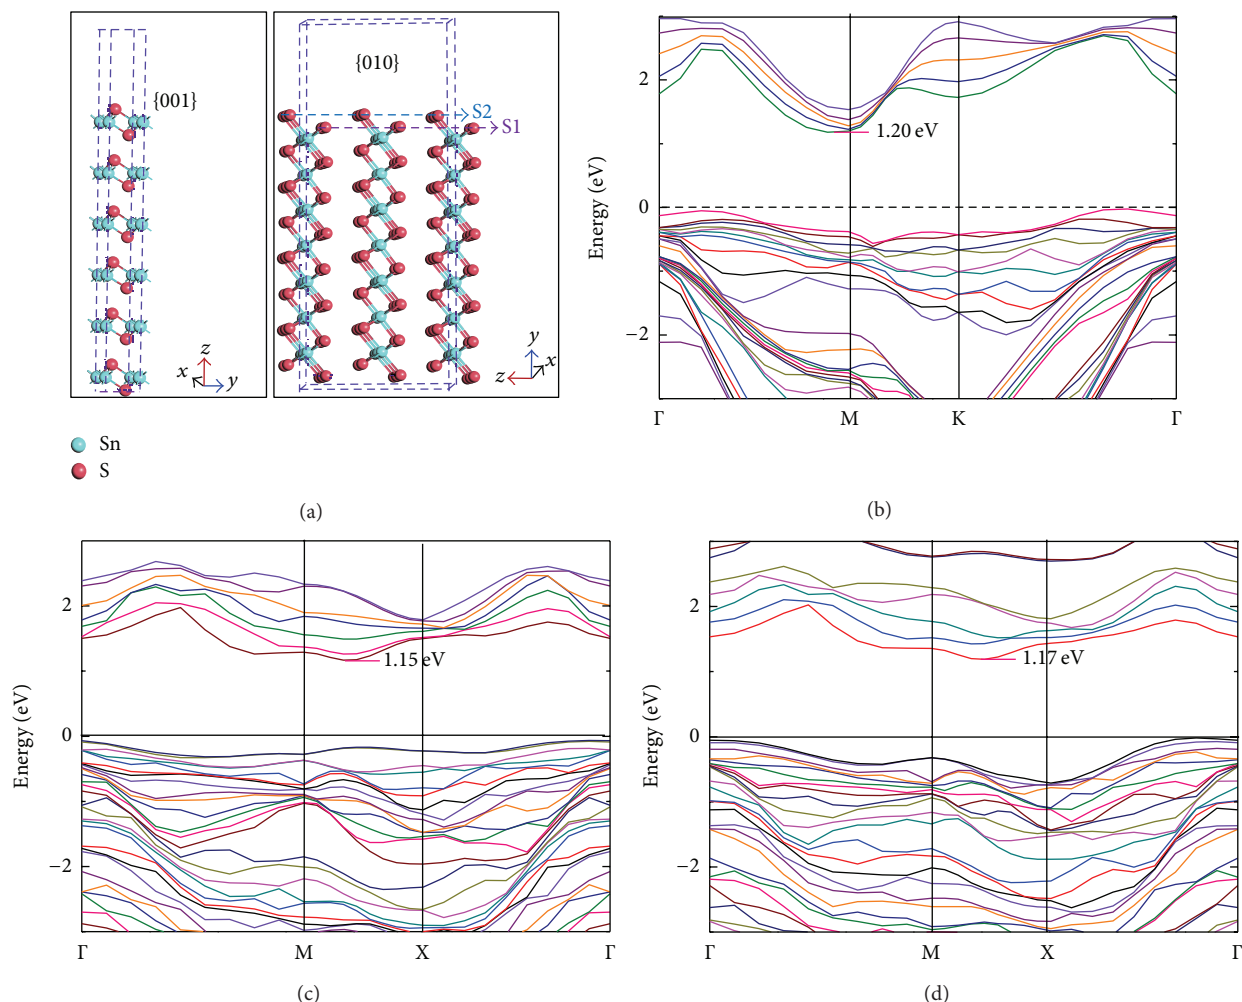 {001}
{010}
S2
S1
z
x
y
y
x
z
Sn
S
(a)
Energy (eV)
2
0
−2
1.20 eV
Γ
M
K
Γ
(b)
Energy (eV)
2
0
−2
1.15 eV
Γ
M
X
Γ
(c)
Energy (eV)
2
0
−2
1.17 eV
Γ
M
X
Γ
(d)